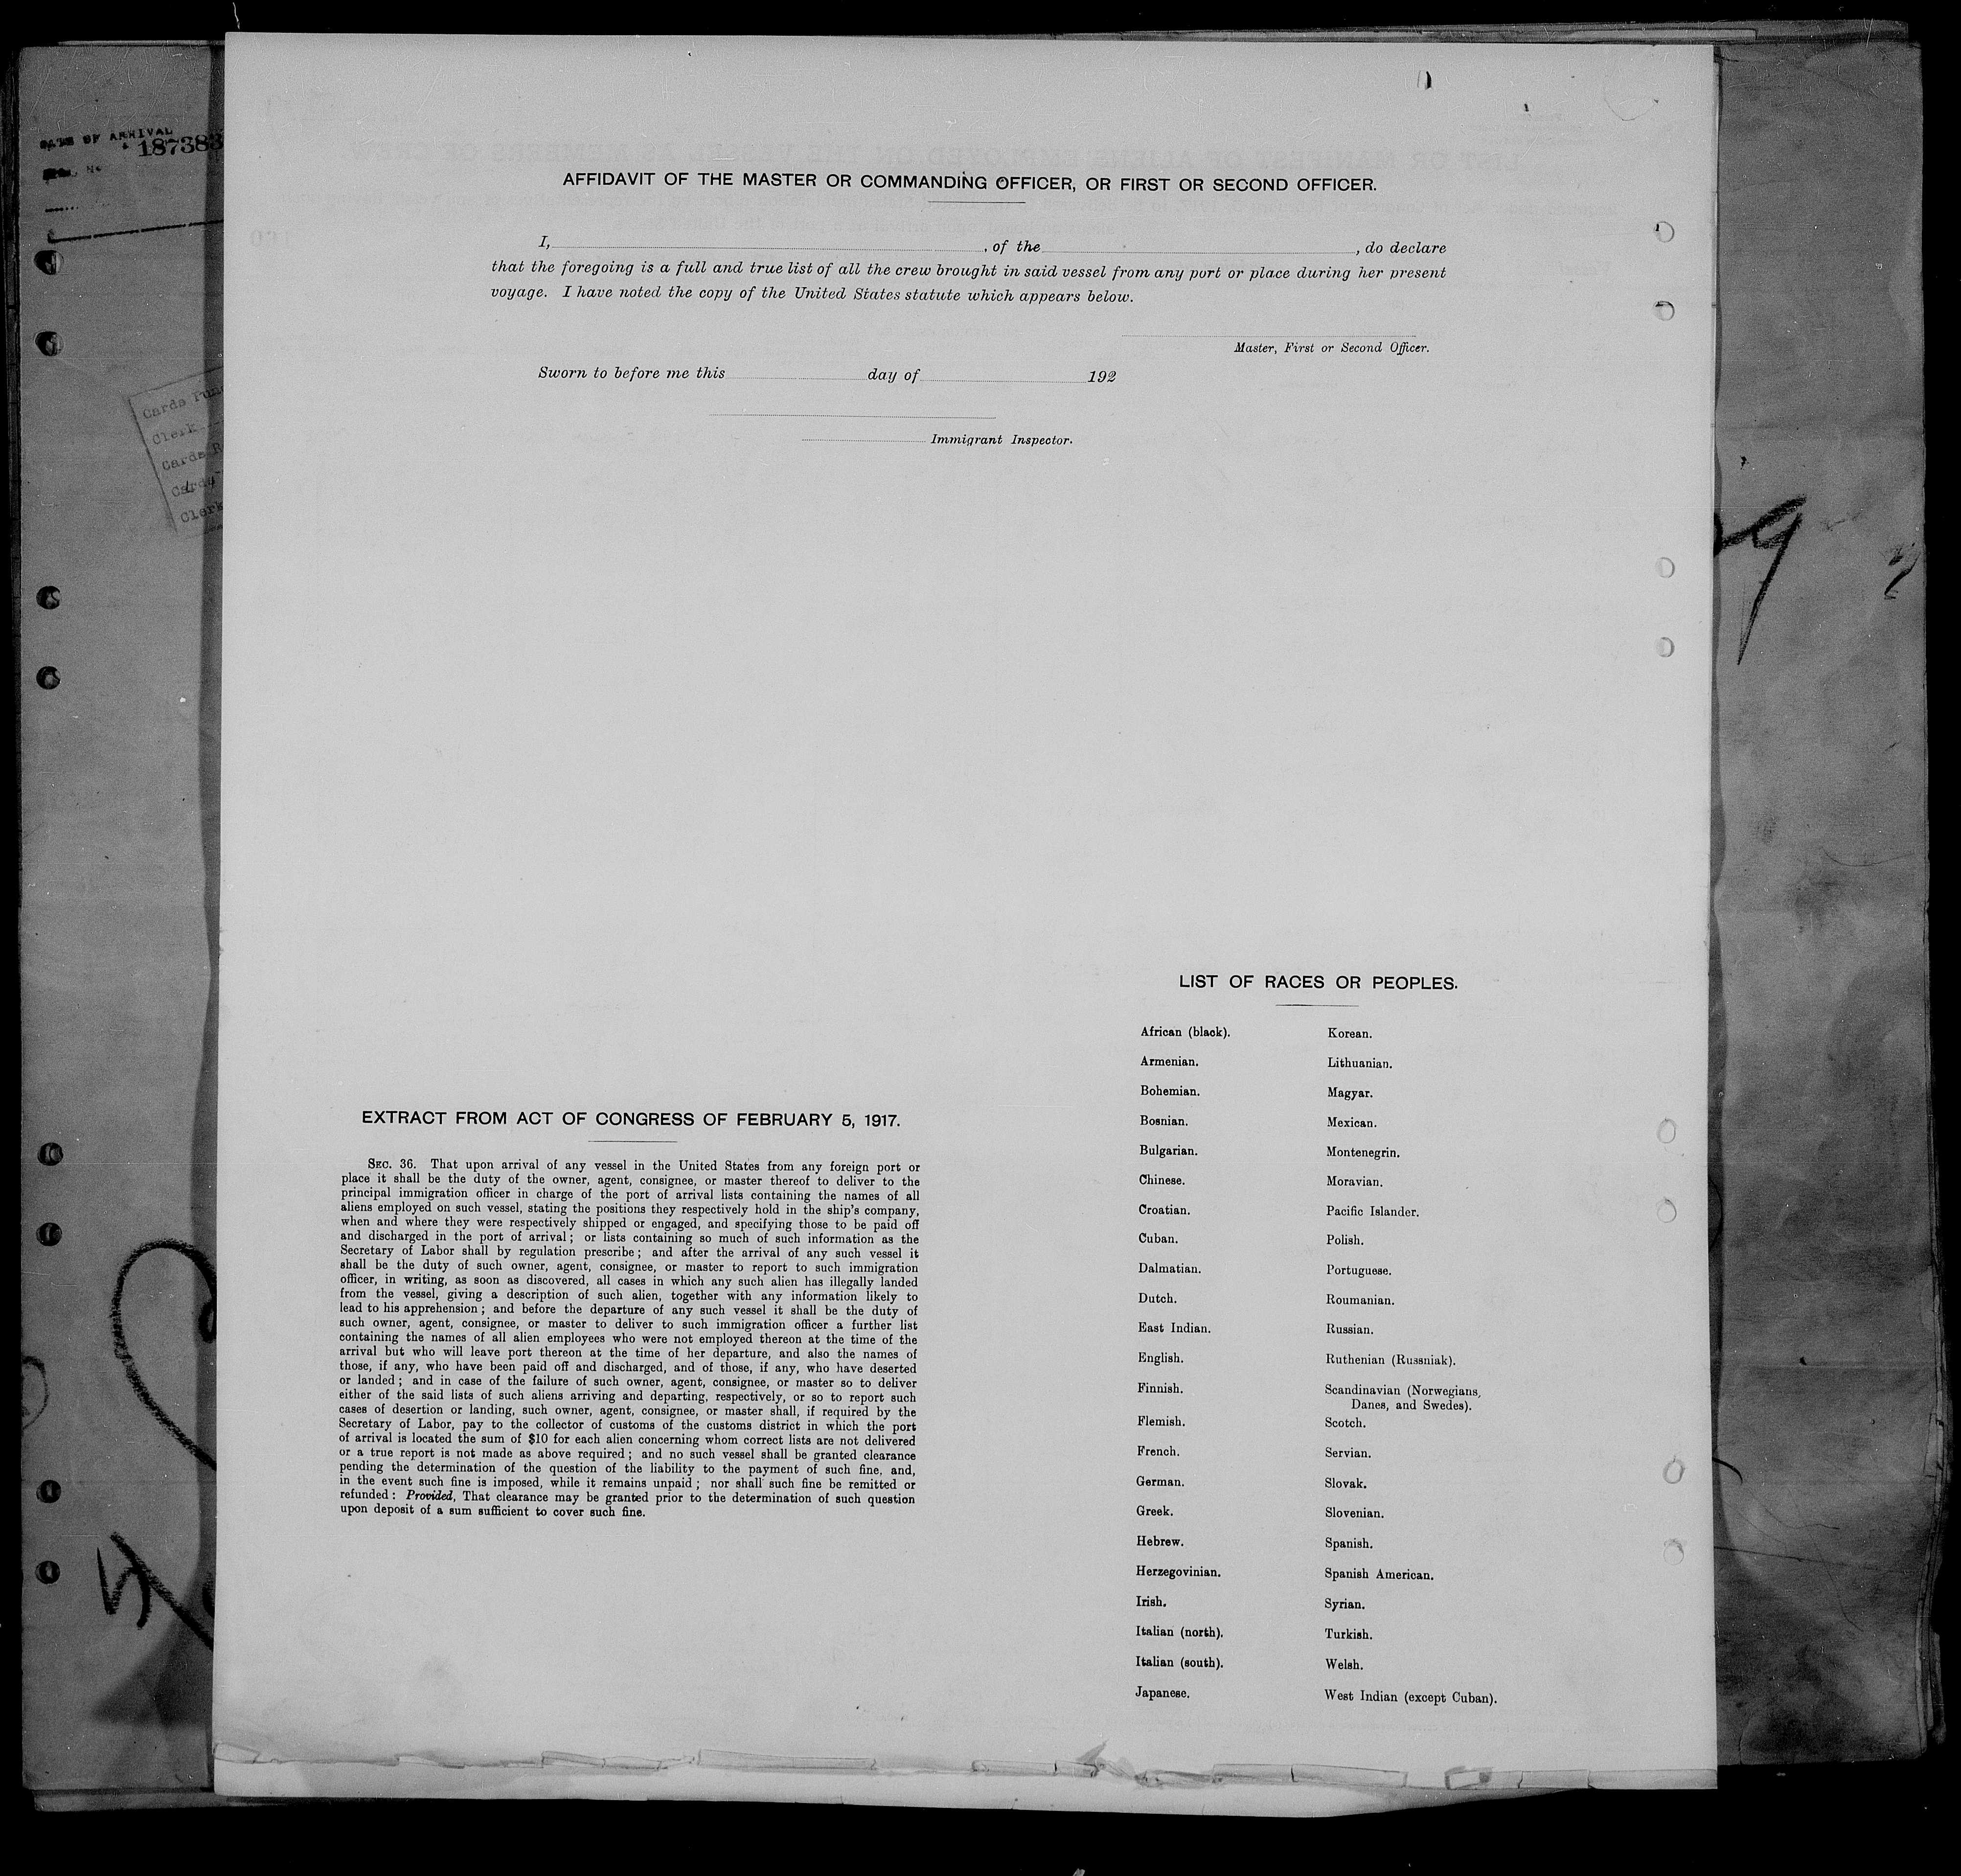 DATE OF ARRIVAL
187383
Cards Pun
Clerk
Cards R
Cards
Clerk
AFFIDAVIT OF THE MASTER OR COMMANDING OFFICER, OR FIRST OR SECOND OFFICER.
I, , of the , do declare
that the foregoing is a full and true list of all the crew brought in said vessel from any port or place during her present
voyage. I have noted the copy of the United States statute which appears below.
Master, First or Second Officer.
Sworn to before me this day of 192
Immigrant Inspector.
EXTRACT FROM ACT OF CONGRESS OF FEBRUARY 5, 1917.
SEC. 36. That upon arrival of any vessel in the United States from any foreign port or
place it shall be the duty of the owner, agent, consignee, or master thereof to deliver to the
principal immigration officer in charge of the port of arrival lists containing the names of all
aliens employed on such vessel, stating the positions they respectively hold in the ship's company,
when and where they were respectively shipped or engaged, and specifying those to be paid off
and discharged in the port of arrival; or lists containing so much of such information as the
Secretary of Labor shall by regulation prescribe; and after the arrival of any such vessel it
shall be the duty of such owner, agent, consignee, or master to report to such immigration
officer, in writing, as soon as discovered, all cases in which any such alien has illegally landed
from the vessel, giving a description of such alien, together with any information likely to
lead to his apprehension; and before the departure of any such vessel it shall be the duty of
such owner, agent, consignee, or master to deliver to such immigration officer a further list
containing the names of all alien employees who were not employed thereon at the time of the
arrival but who will leave port thereon at the time of her departure, and also the names of
those, if any, who have been paid off and discharged, and of those, if any, who have deserted
or landed; and in case of the failure of such owner, agent, consignee, or master so to deliver
either of the said lists of such aliens arriving and departing, respectively, or so to report such
cases of desertion or landing, such owner, agent, consignee, or master shall, if required by the
Secretary of Labor, pay to the collector of customs of the customs district in which the port
of arrival is located the sum of $10 for each alien concerning whom correct lists are not delivered
or a true report is not made as above required; and no such vessel shall be granted clearance
pending the determination of the question of the liability to the payment of such fine, and,
in the event such fine is imposed, while it remains unpaid; nor shall such fine be remitted or
refunded: Provided, That clearance may be granted prior to the determination of such question
upon deposit of a sum sufficient to cover such fine.
LIST OF RACES OR PEOPLES.
African (black).
Armenian.
Bohemian.
Bosnian.
Bulgarian.
Chinese.
Croatian.
Cuban.
Dalmatian.
Dutch.
East Indian.
English.
Finnish.
Flemish.
French.
German.
Greek.
Hebrew.
Herzegovinian.
Irish.
Italian (north).
Italian (south).
Japanese.
Korean.
Lithuanian.
Magyar.
Mexican.
Montenegrin.
Moravian.
Pacific Islander.
Polish.
Portuguese.
Roumanian.
Russian.
Ruthenian (Russniak).
Scandinavian (Norwegians,
Danes, and Swedes).
Scotch.
Servian.
Slovak.
Slovenian.
Spanish.
Spanish American.
Syrian.
Turkish.
Welsh.
West Indian (except Cuban).